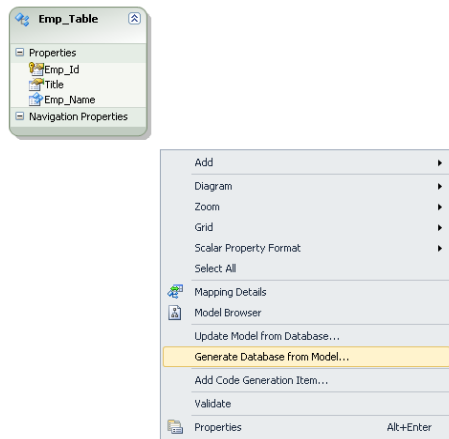 Emp_Table
Properties
Emp_Id
Title
Emp_Name
Navigation Properties
Add
Diagram
Zoom
Grid
Scalar Property Format
Select All
Mapping Details
Model Browser
Update Model from Database...
Generate Database from Model...
Add Code Generation Item...
Validate
Properties Alt+Enter